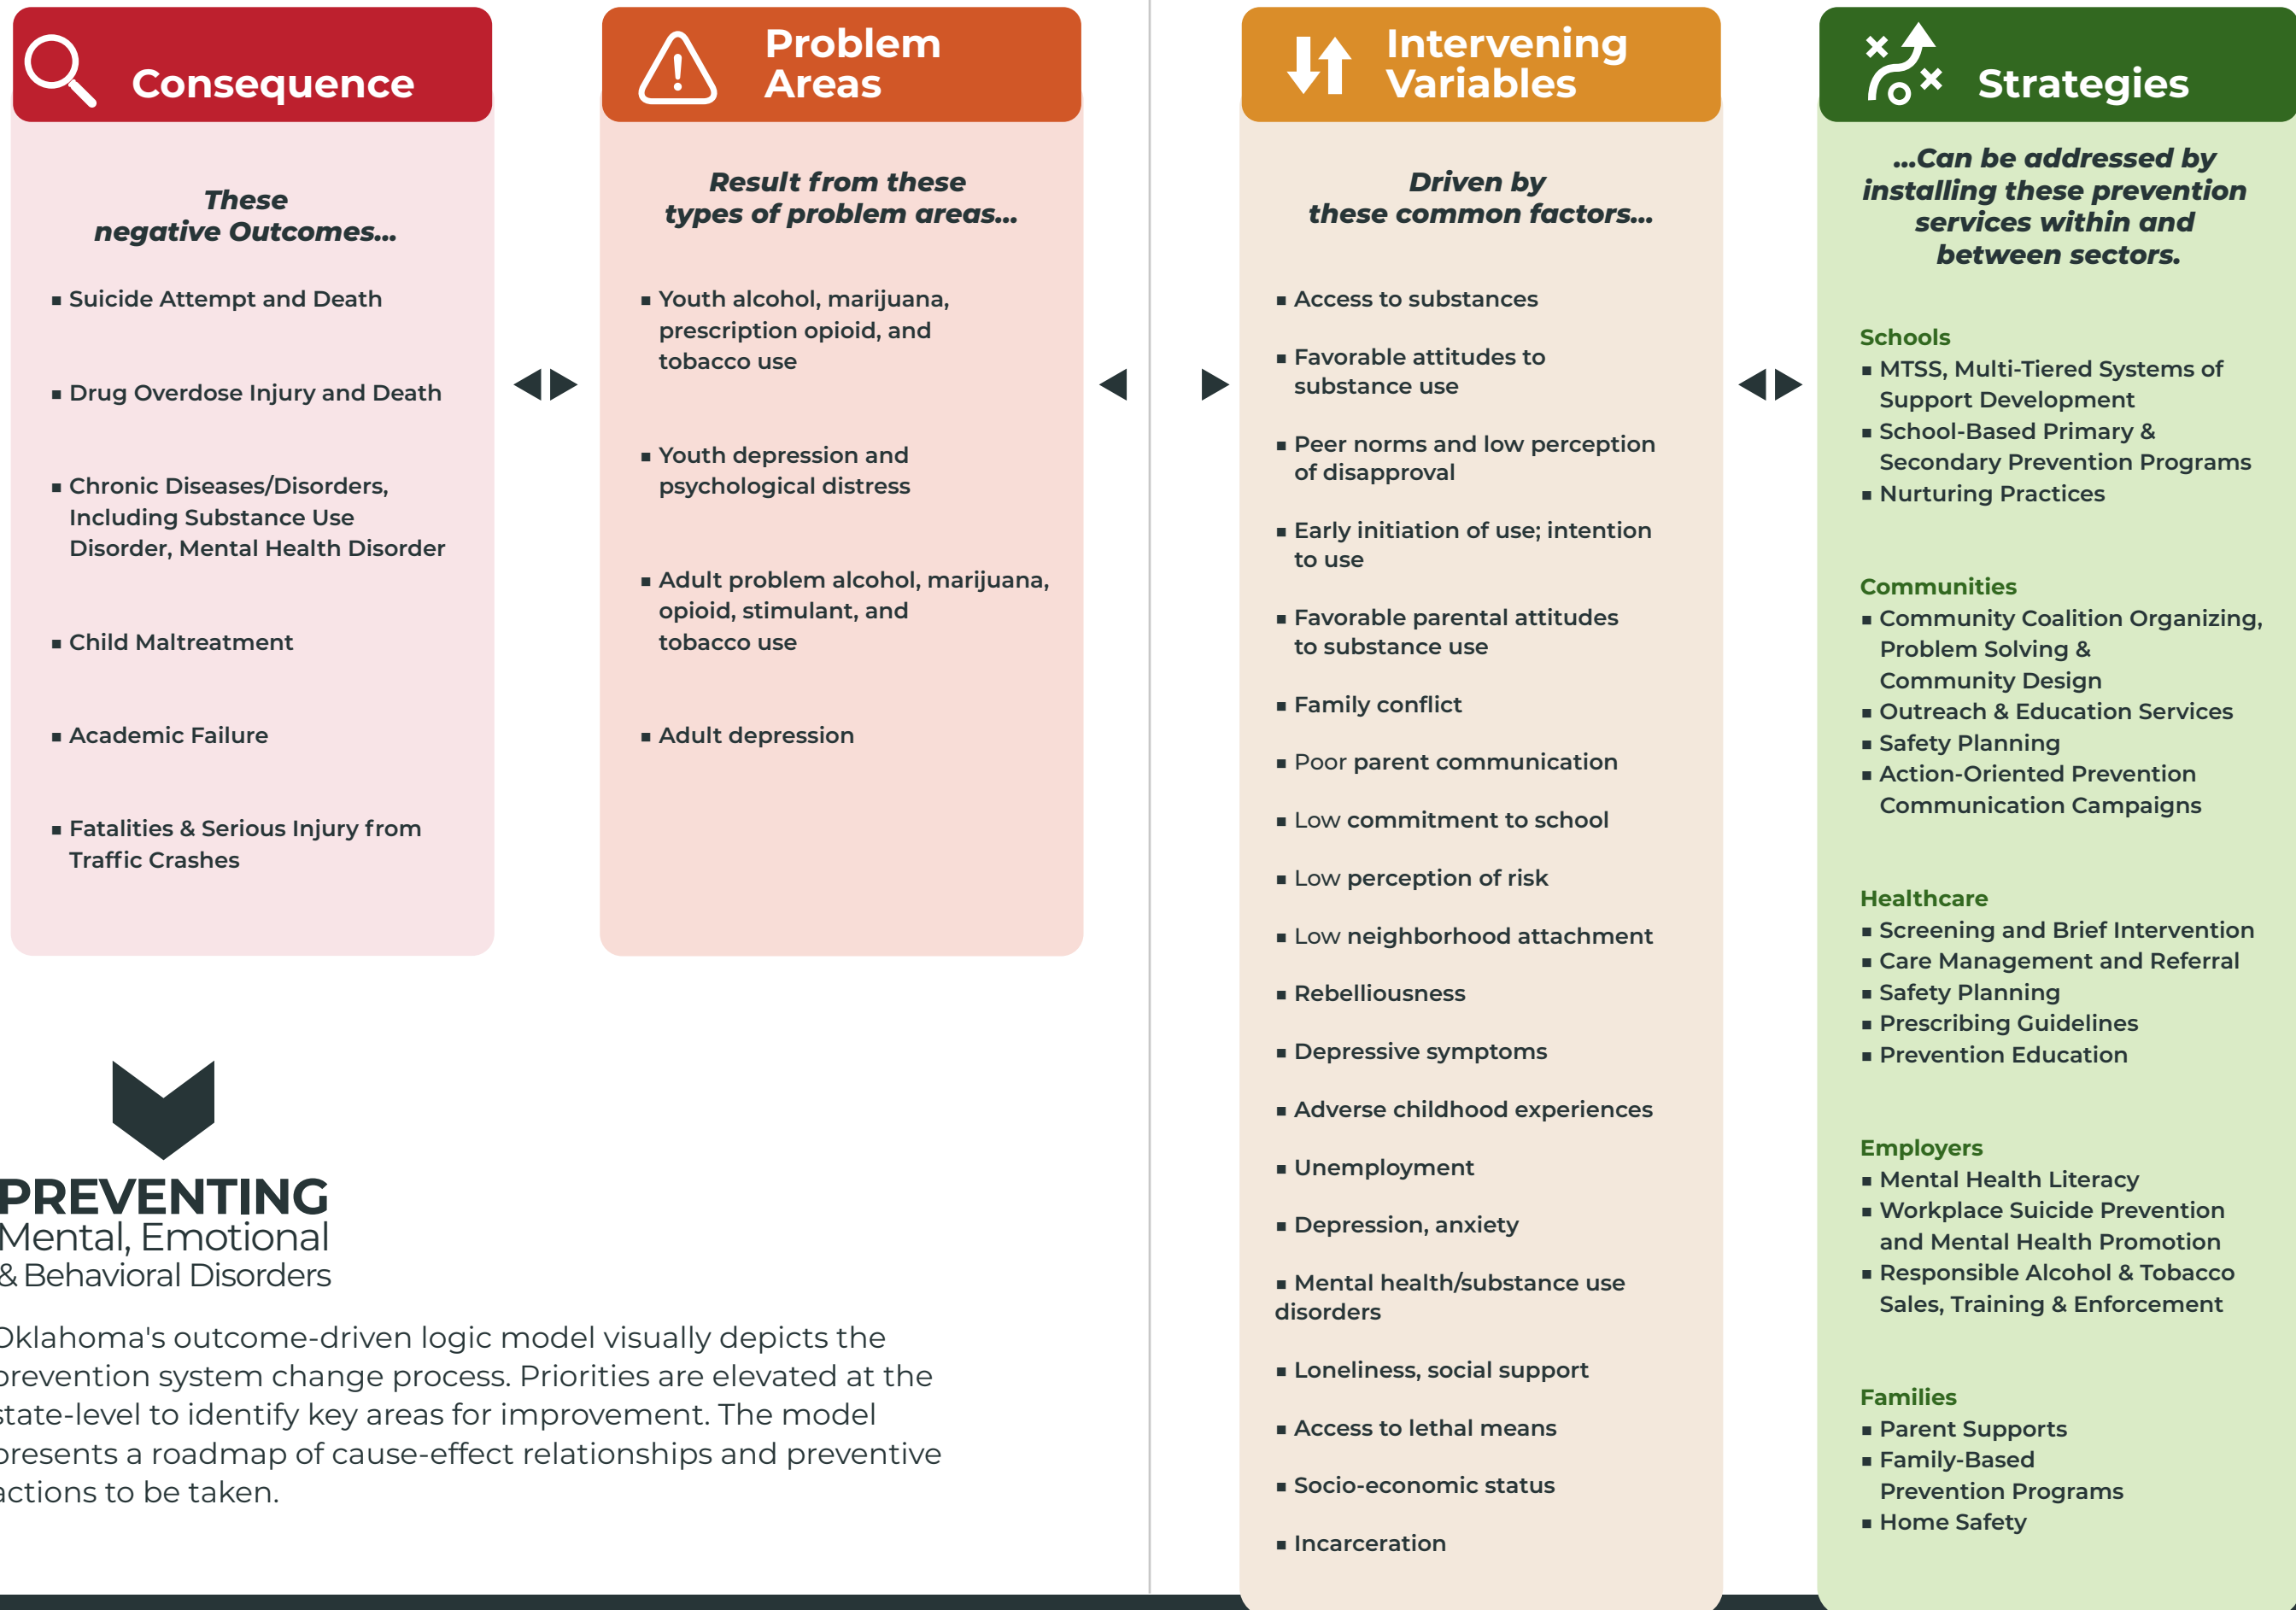 Consequence
These
negative Outcomes...
▪ Suicide Attempt and Death
▪ Drug Overdose Injury and Death
▪ Chronic Diseases/Disorders,
Including Substance Use
Disorder, Mental Health Disorder
▪ Child Maltreatment
▪ Academic Failure
▪ Fatalities & Serious Injury from
Traffic Crashes
Problem
Areas
Result from these
types of problem areas...
▪ Youth alcohol, marijuana,
prescription opioid, and
tobacco use
▪ Youth depression and
psychological distress
▪ Adult problem alcohol, marijuana,
opioid, stimulant, and
tobacco use
▪ Adult depression
Intervening
Variables
Driven by
these common factors...
▪ Access to substances
▪ Favorable attitudes to
substance use
▪ Peer norms and low perception
of disapproval
▪ Early initiation of use; intention
to use
▪ Favorable parental attitudes
to substance use
▪ Family conflict
▪ Poor parent communication
▪ Low commitment to school
▪ Low perception of risk
▪ Low neighborhood attachment
▪ Rebelliousness
▪ Depressive symptoms
▪ Adverse childhood experiences
▪ Unemployment
▪ Depression, anxiety
▪ Mental health/substance use
disorders
▪ Loneliness, social support
▪ Access to lethal means
▪ Socio-economic status
▪ Incarceration
Strategies
...Can be addressed by
installing these prevention
services within and
between sectors.
Schools
▪ MTSS, Multi-Tiered Systems of
Support Development
▪ School-Based Primary &
Secondary Prevention Programs
▪ Nurturing Practices
Communities
▪ Community Coalition Organizing,
Problem Solving &
Community Design
▪ Outreach & Education Services
▪ Safety Planning
▪ Action-Oriented Prevention
Communication Campaigns
Healthcare
▪ Screening and Brief Intervention
▪ Care Management and Referral
▪ Safety Planning
▪ Prescribing Guidelines
▪ Prevention Education
Employers
▪ Mental Health Literacy
▪ Workplace Suicide Prevention
and Mental Health Promotion
▪ Responsible Alcohol & Tobacco
Sales, Training & Enforcement
Families
▪ Parent Supports
▪ Family-Based
Prevention Programs
▪ Home Safety
PREVENTING
Mental, Emotional
& Behavioral Disorders
Oklahoma's outcome-driven logic model visually depicts the
prevention system change process. Priorities are elevated at the
state-level to identify key areas for improvement. The model
presents a roadmap of cause-effect relationships and preventive
actions to be taken.